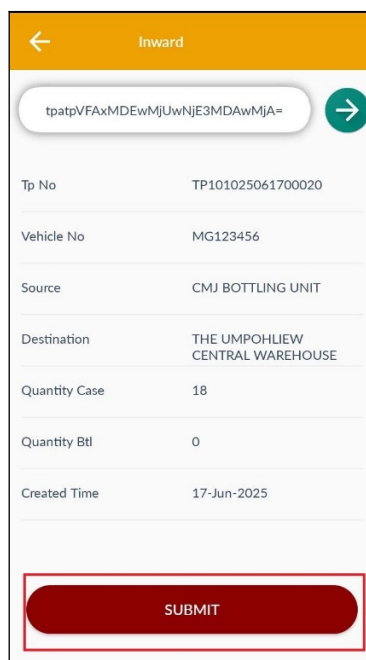 Inward
tpatpVFAxMDEwMjUwNjE3MDAwMjA=
Tp No TP101025061700020
Vehicle No MG123456
Source CMJ BOTTLING UNIT
Destination THE UMPOHLIEW
CENTRAL WAREHOUSE
Quantity Case 18
Quantity Btl 0
Created Time 17-Jun-2025
SUBMIT